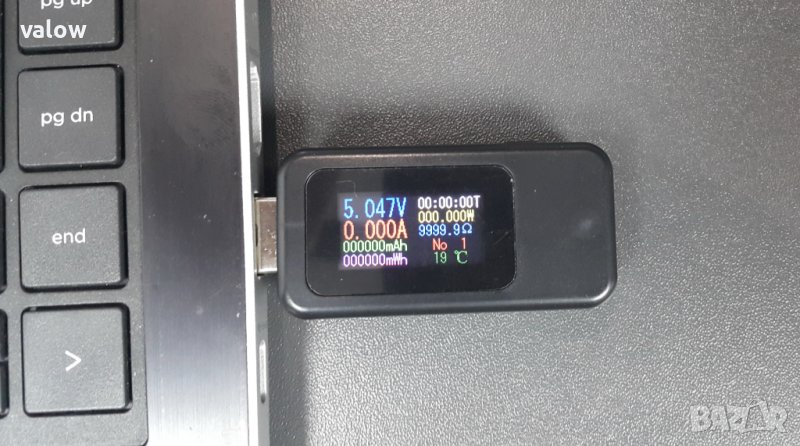 pg up
valow
pg dn
end
>
5.047V 00:00:00T
0.000A 000.000W
9999.9Ω
000000mAh No 1
000000mWh 19 ℃
BAZAR